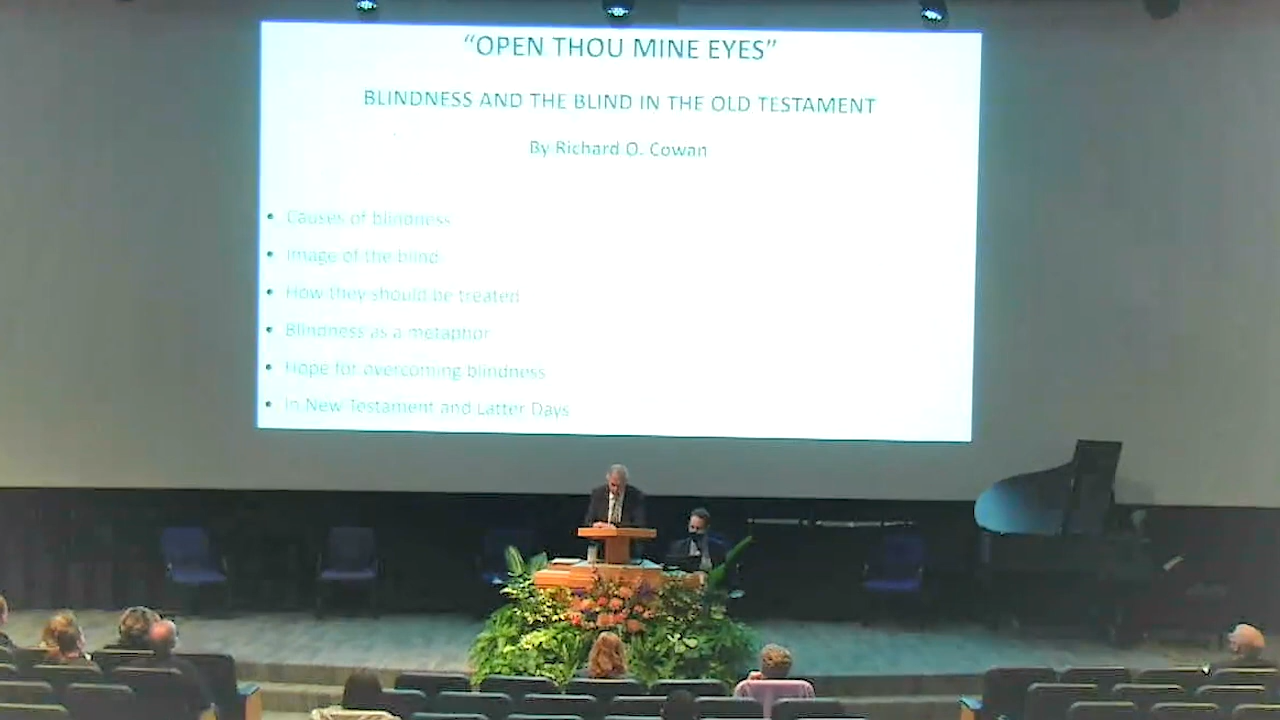 “OPEN THOU MINE EYES”
BLINDNESS AND THE BLIND IN THE OLD TESTAMENT
By Richard O. Cowan
• Causes of blindness
• Image of the blind
• How they should be treated
• Blindness as a metaphor
• Hope for overcoming blindness
• In New Testament and Latter Days